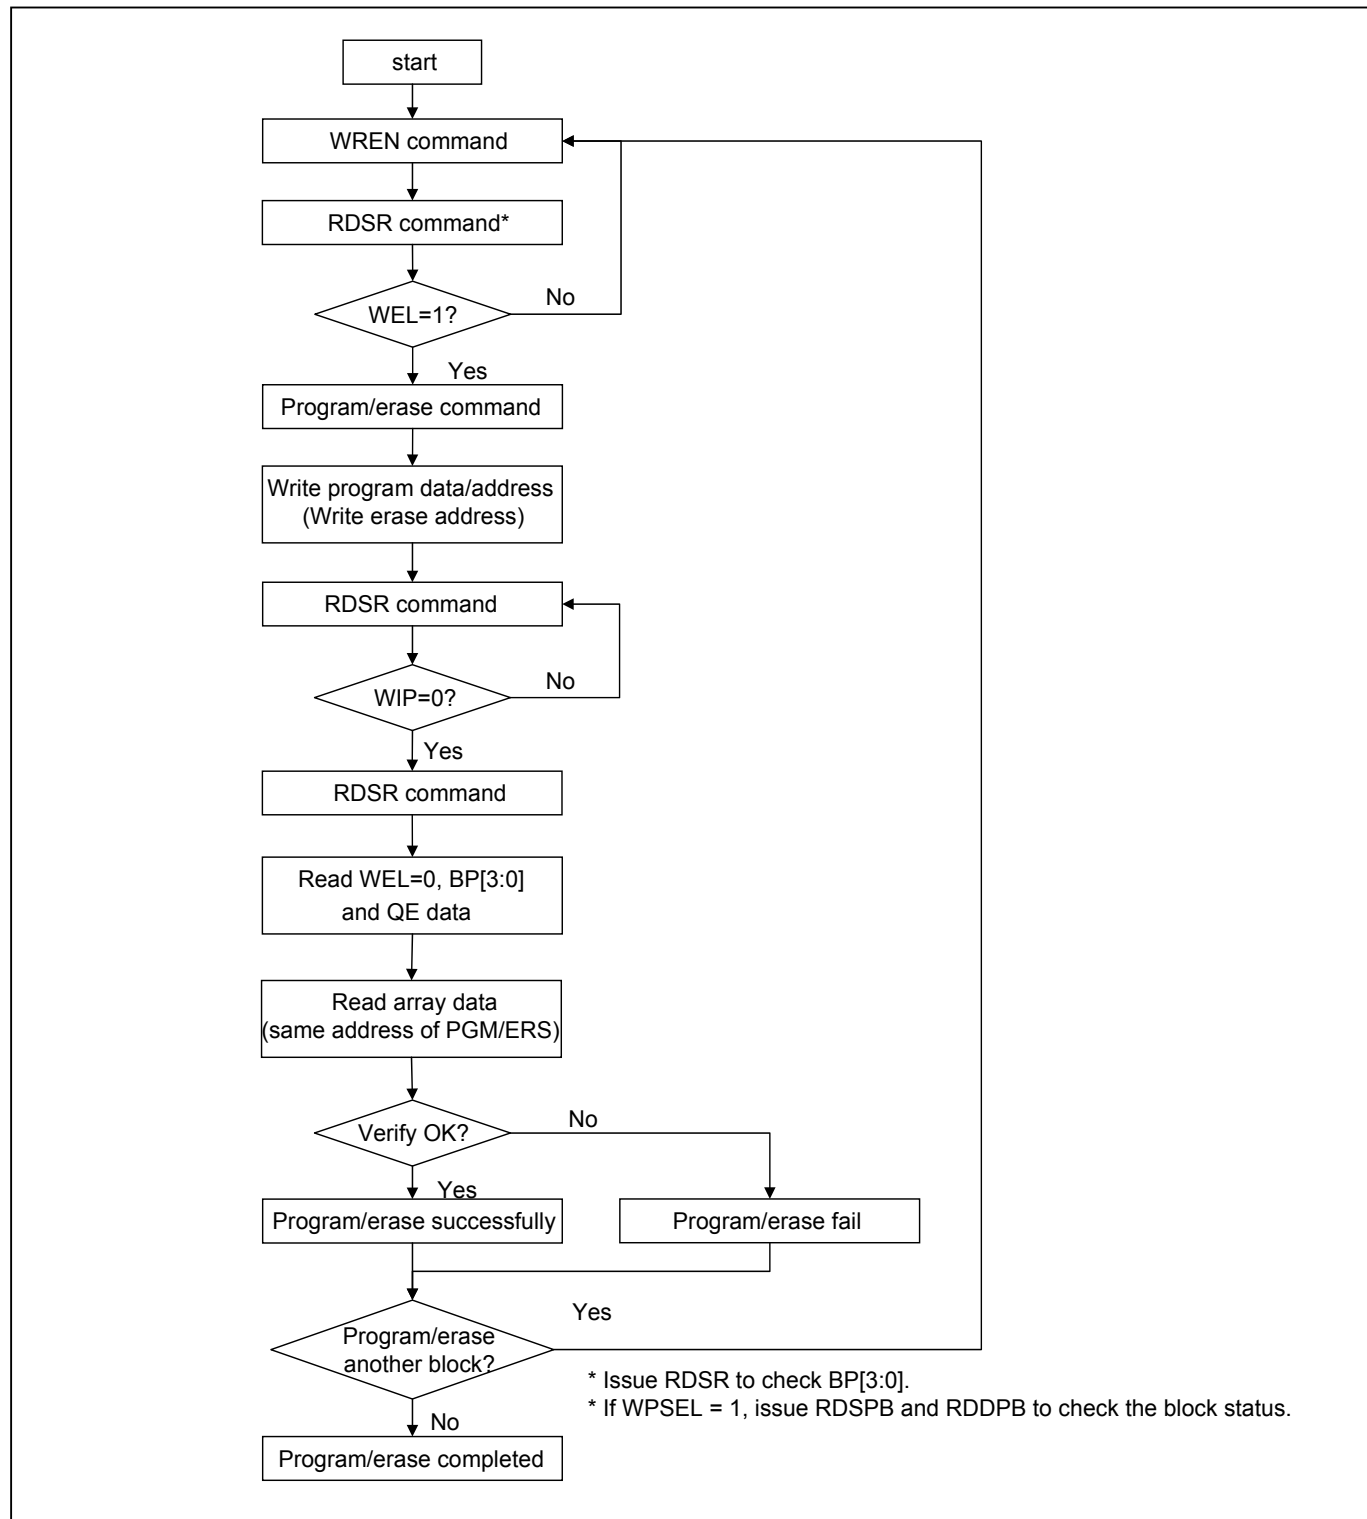 start
WREN command
RDSR command*
WEL=1?
No
Yes
Program/erase command
Write program data/address
(Write erase address)
RDSR command
WIP=0?
No
Yes
RDSR command
Read WEL=0, BP[3:0]
and QE data
Read array data
(same address of PGM/ERS)
Verify OK?
No
Yes
Program/erase successfully
Program/erase fail
Program/erase
another block?
Yes
* Issue RDSR to check BP[3:0].
* If WPSEL = 1, issue RDSPB and RDDPB to check the block status.
No
Program/erase completed